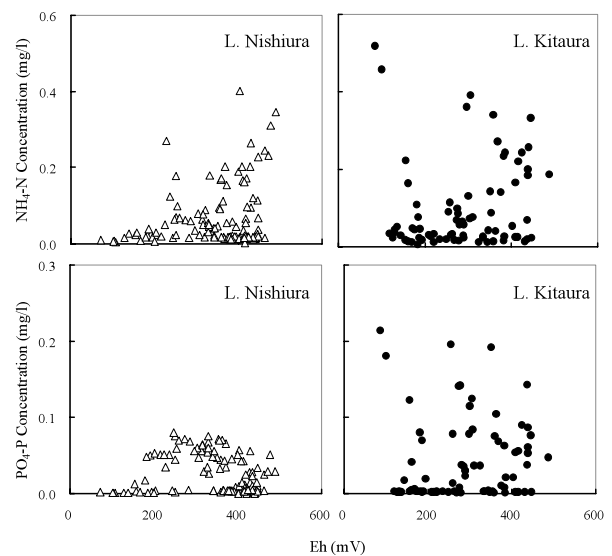 L. Nishiura
L. Kitaura
NH4-N Concentration (mg/l)
0.6
0.4
0.2
0.0
L. Nishiura
L. Kitaura
PO4-P Concentration (mg/l)
0.3
0.2
0.1
0.0
0 200 400 600 0 200 400 600
Eh (mV)